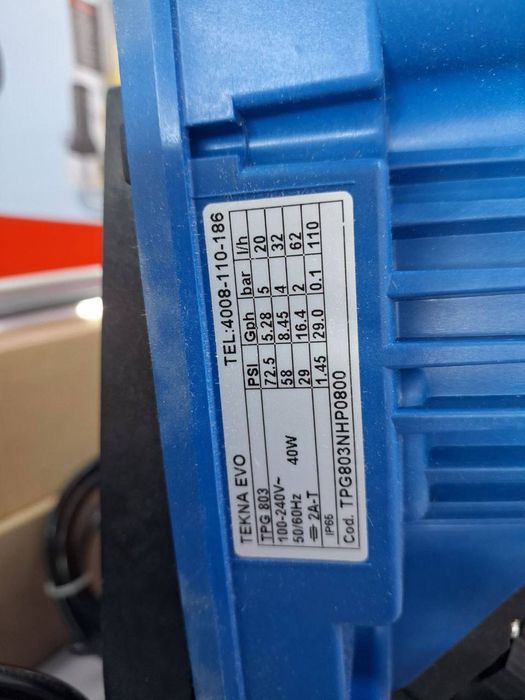 TEKNA EVO TEL:4008-110-186
TPG 803 PSI Gph bar l/h
100-240V~ 72.5 5.28 5 20
50/60Hz 40W 58 8.45 4 32
2A-T 29 16.4 2 62
IP65 1.45 29.0 0.1 110
Cod. TPG803NHP0800